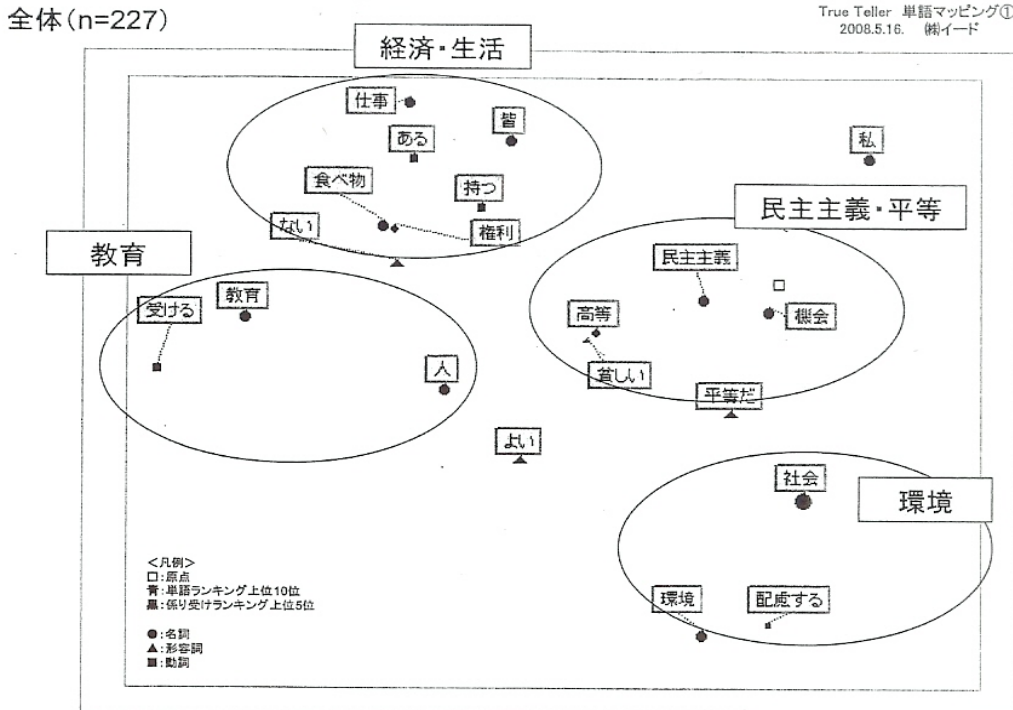 全体(n=227)
True Teller 単語マッピング①
2008.5.16. ㈱イード
経済・生活
仕事
皆
ある
私
食べ物
持つ
ない
権利
民主主義・平等
教育
民主主義
受ける
教育
高等
機会
人
貧しい
平等だ
よい
社会
環境
<凡例>
□:原点
青:単語ランキング上位10位
黒:係り受けランキング上位5位
●:名詞
▲:形容詞
■:動詞
環境
配慮する